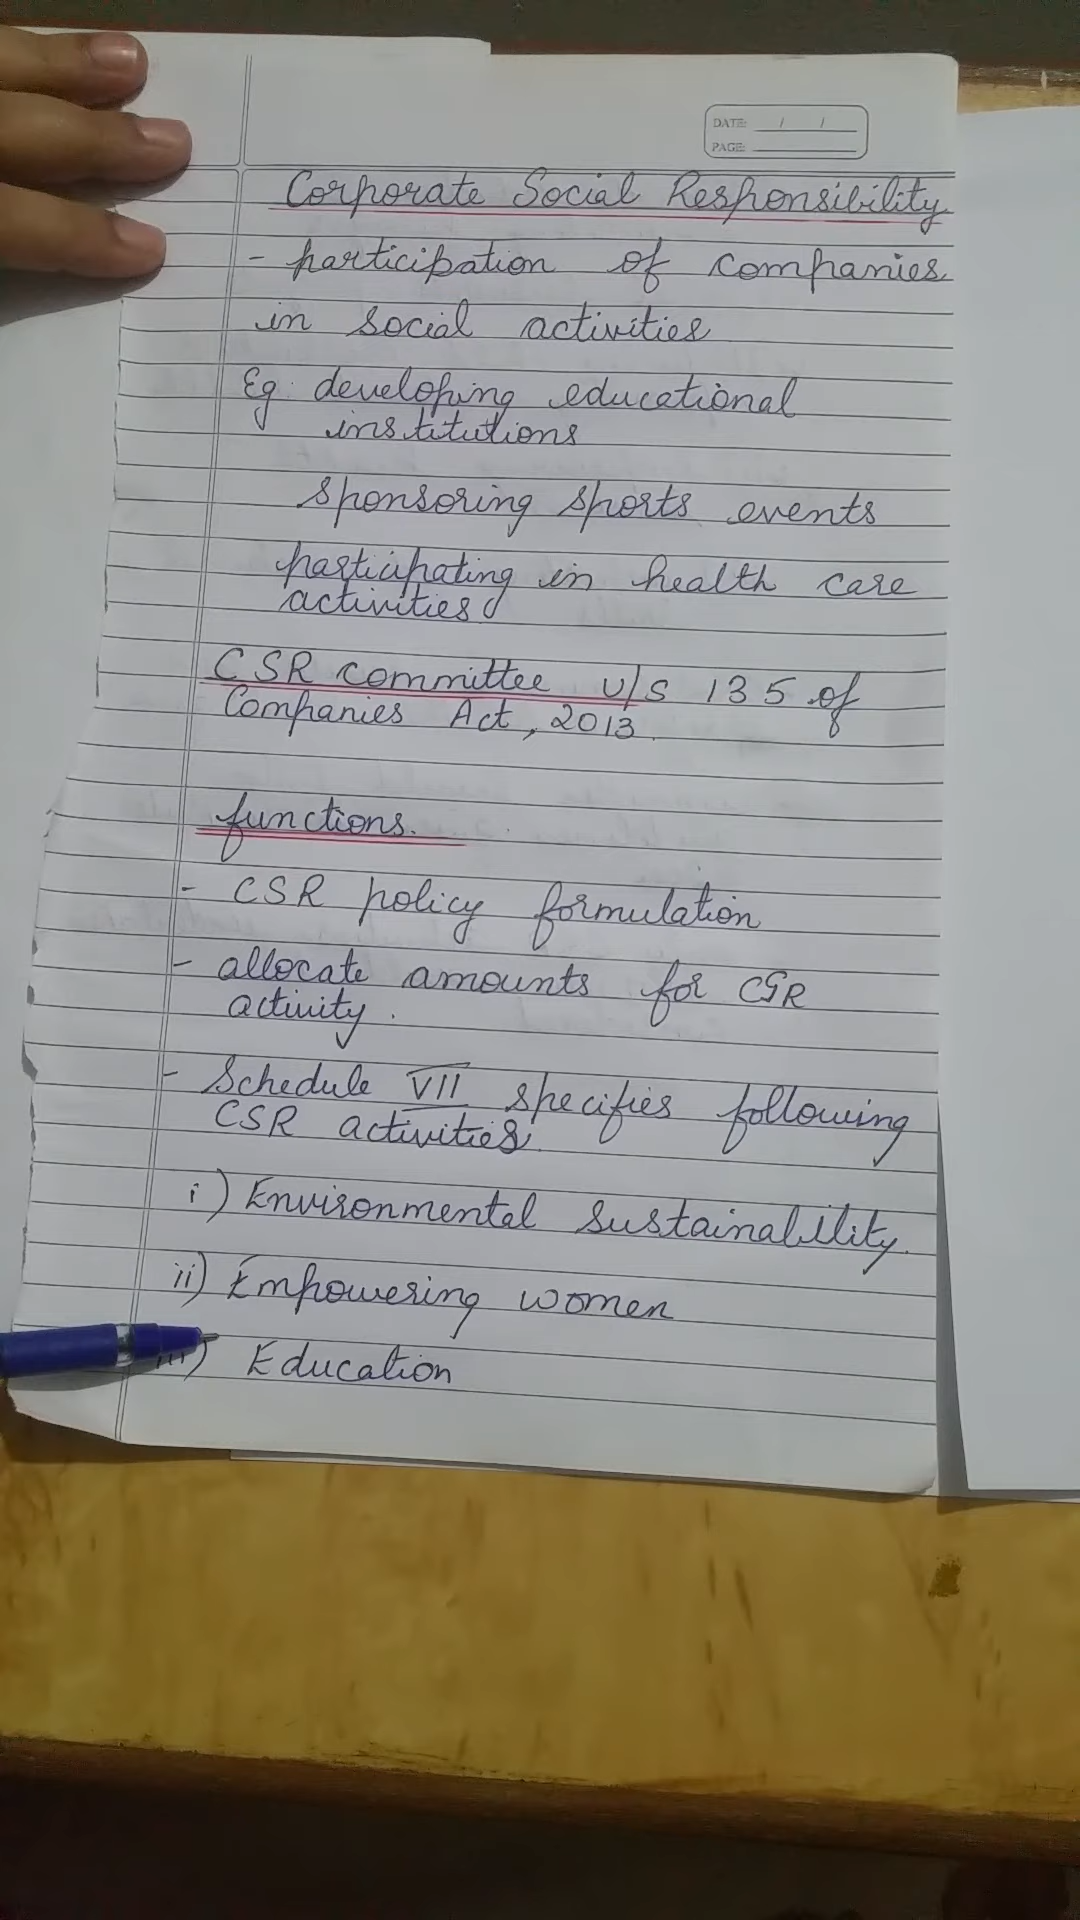 DATE: / /
PAGE:
Corporate Social Responsibility
- participation of companies
in social activities
Eg: developing educational
institutions
sponsoring sports events
participating in health care
activities
CSR committee u/s 135 of
Companies Act, 2013.
functions.
- CSR policy formulation
- allocate amounts for CSR
activity.
- Schedule VII specifies following
CSR activities.
i) Environmental Sustainability.
ii) Empowering women
iii) Education